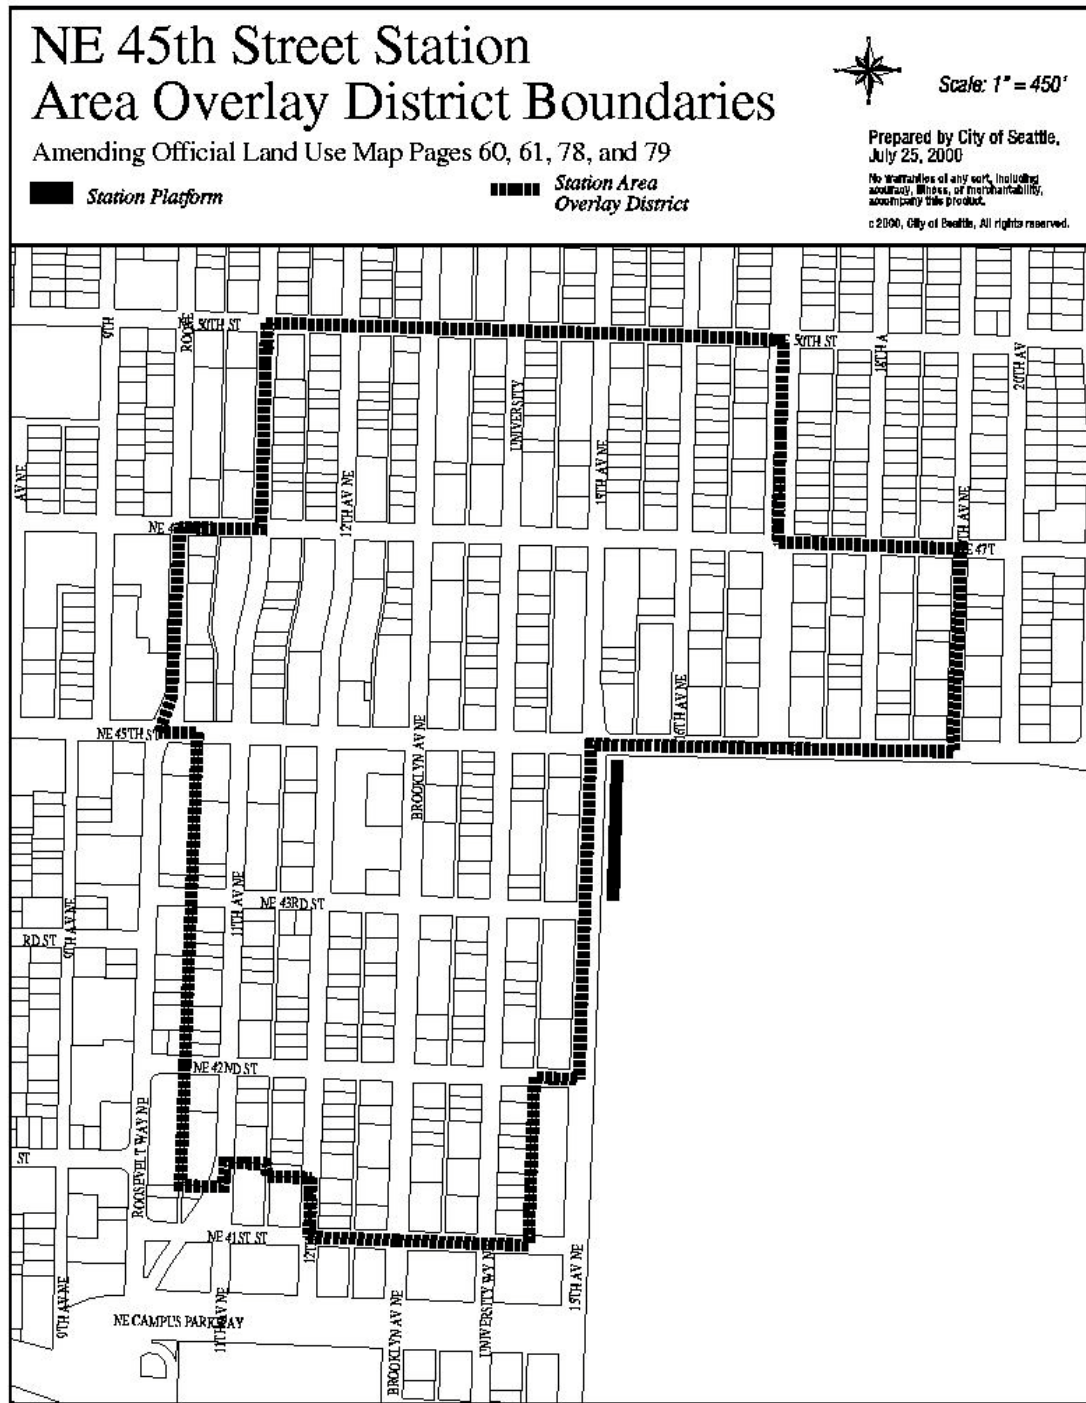 NE 45th Street Station
Area Overlay District Boundaries
Amending Official Land Use Map Pages 60, 61, 78, and 79
Station Platform
Station Area
Overlay District
Scale: 1" = 450'
Prepared by City of Seattle,
July 25, 2000
No warranties of any sort, including
accuracy, fitness, or merchantability,
accompany this product.
c 2000, City of Seattle, All rights reserved.
9TH
50TH ST
50TH ST
18TH A
20TH AV
UNIVERSITY
AV NE
12TH AV NE
15TH AV NE
TH AV NE
NE 4
E 47T
NE 45TH ST
BROOKLYN AV NE
16TH AV NE
11TH AV NE
NE 43RD ST
RD ST
9TH AV NE
NE 42ND ST
ROOSEVELT WAY NE
ST
NE 41ST ST
12TH
9TH AV NE
NE CAMPUS PARKWAY
11TH AV NE
BROOKLYN AV NE
UNIVERSITY WY NE
15TH AV NE